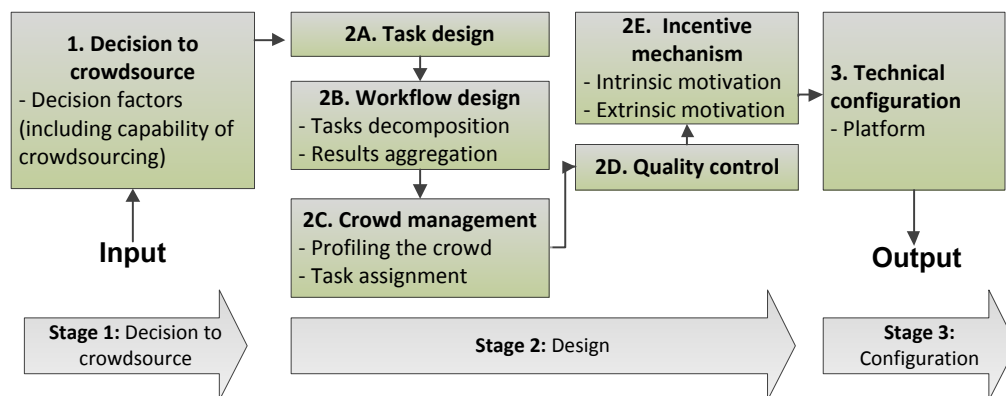 1. Decision to
crowdsource
- Decision factors
(including capability of
crowdsourcing)
Input
2A. Task design
2B. Workflow design
- Tasks decomposition
- Results aggregation
2C. Crowd management
- Profiling the crowd
- Task assignment
2D. Quality control
2E. Incentive
mechanism
- Intrinsic motivation
- Extrinsic motivation
3. Technical
configuration
- Platform
Output
Stage 1: Decision to
crowdsource
Stage 2: Design
Stage 3:
Configuration